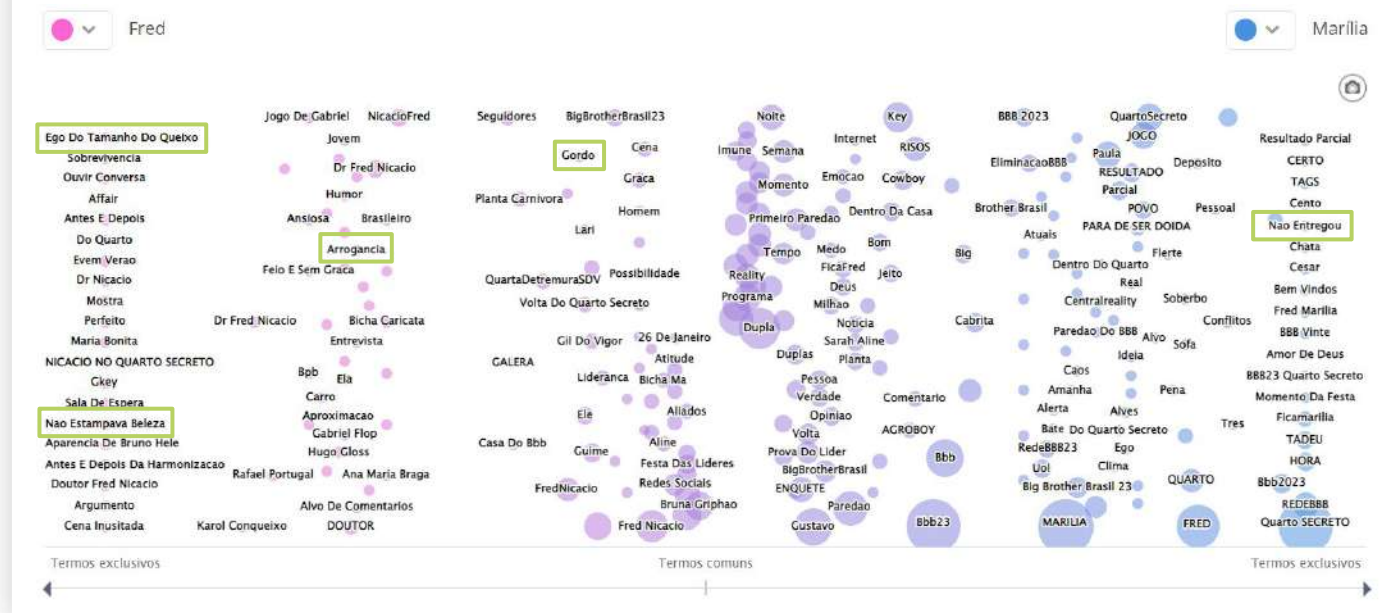 Fred
Marília
Jogo De Gabriel
NicacioFred
Seguidores
BigBrotherBrasil23
Noite
Key
BBB 2023
QuartoSecreto
Ego Do Tamanho Do Queixo
Jovem
Gordo
Cena
Imune
Semana
Internet
RISOS
JOGO
Resultado Parcial
Sobrevivencia
Dr Fred Nicacio
EliminacaoBBB
Paula
Deposito
CERTO
Ouvir Conversa
Graca
Momento
Emocao
Cowboy
RESULTADO
TAGS
Affair
Humor
Planta Carnivora
Parcial
Cento
Antes E Depois
Ansiosa
Brasileiro
Homem
Primeiro Paredao
Dentro Da Casa
Brother Brasil
POVO
Pessoal
Nao Entregou
Do Quarto
Lari
Atuais
PARA DE SER DOIDA
Arrogancia
Tempo
Medo
Bom
Big
Flerte
Chata
Evem Verao
Feio E Sem Graca
QuartaDetremuraSDV
Possibilidade
Reality
FicaFred
Jeito
Dentro Do Quarto
Cesar
Dr Nicacio
Deus
Real
Bem Vindos
Mostra
Volta Do Quarto Secreto
Programa
Milhao
Centralreality
Soberbo
Fred Marilia
Perfeito
Dr Fred Nicacio
Bicha Caricata
Dupla
Noticia
Cabrita
Paredao Do BBB
Alvo
Conflitos
BBB Vinte
Maria Bonita
Entrevista
Gil Do Vigor
26 De Janeiro
Sarah Aline
Sofa
NICACIO NO QUARTO SECRETO
GALERA
Atitude
Duplas
Planta
Ideia
Amor De Deus
Gkey
Bpb
Ela
Lideranca
Bicha Ma
Pessoa
Caos
BBB23 Quarto Secreto
Sala De Espera
Carro
Verdade
Comentario
Amanha
Pena
Momento Da Festa
Nao Estampava Beleza
Aproximacao
Ele
Aliados
Opiniao
Alerta
Alves
Ficamarilia
Gabriel Flop
Volta
AGROBOY
Bate
Do Quarto Secreto
Tres
Aparencia De Bruno Hele
Hugo Gloss
Casa Do Bbb
Guime
Aline
Prova Do Lider
Bbb
RedeBBB23
Ego
TADEU
Antes E Depois Da Harmonizacao
Rafael Portugal
Ana Maria Braga
Festa Das Lideres
BigBrotherBrasil
Uol
Clima
HORA
Doutor Fred Nicacio
FredNicacio
Redes Sociais
ENQUETE
Big Brother Brasil 23
QUARTO
Bbb2023
Argumento
Alvo De Comentarios
Bruna Griphao
Paredao
REDEBBB
Cena Inusitada
Karol Conqueixo
DOUTOR
Fred Nicacio
Gustavo
Bbb23
MARILIA
FRED
Quarto SECRETO
Termos exclusivos
Termos comuns
Termos exclusivos